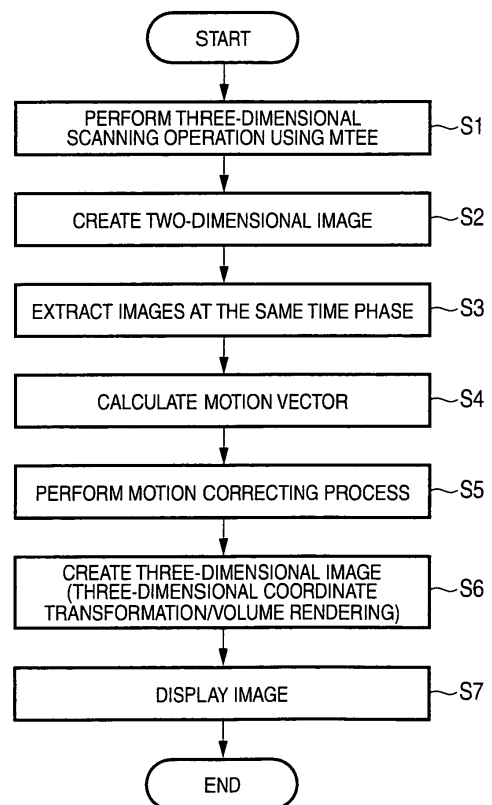 START
PERFORM THREE-DIMENSIONAL
SCANNING OPERATION USING MTEE
S1
CREATE TWO-DIMENSIONAL IMAGE
S2
EXTRACT IMAGES AT THE SAME TIME PHASE
S3
CALCULATE MOTION VECTOR
S4
PERFORM MOTION CORRECTING PROCESS
S5
CREATE THREE-DIMENSIONAL IMAGE
(THREE-DIMENSIONAL COORDINATE
TRANSFORMATION/VOLUME RENDERING)
S6
DISPLAY IMAGE
S7
END